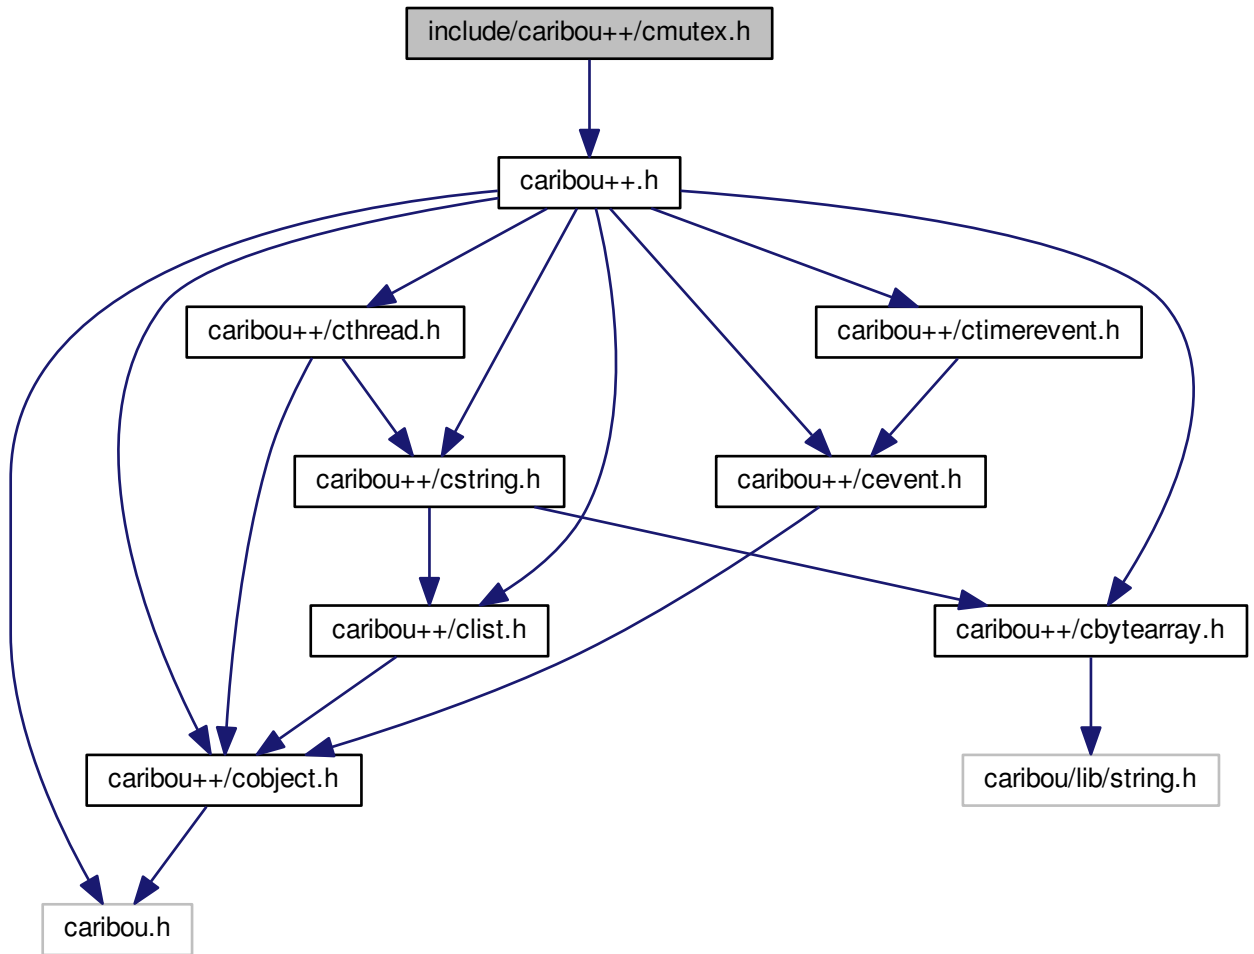 include/caribou++/cmutex.h
caribou++.h
caribou++/cthread.h
caribou++/ctimerevent.h
caribou++/cstring.h
caribou++/cevent.h
caribou++/clist.h
caribou++/cbytearray.h
caribou++/cobject.h
caribou/lib/string.h
caribou.h